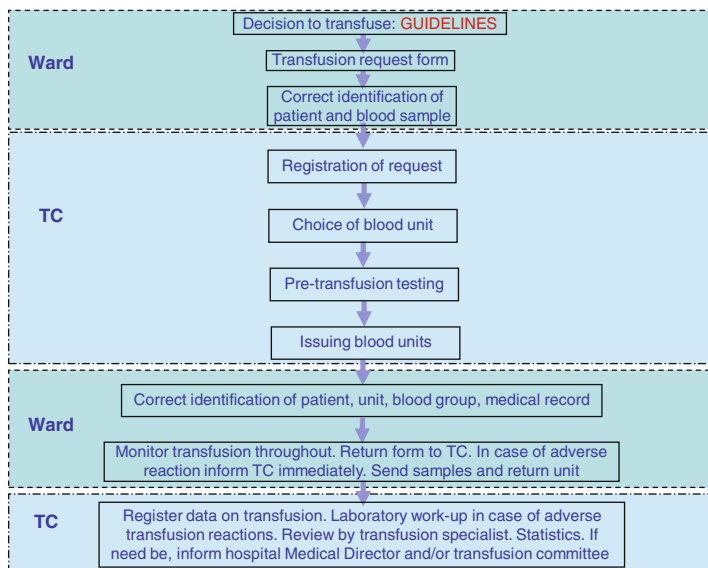 Decision to transfuse: GUIDELINES
Ward
Transfusion request form
Correct identification of
patient and blood sample
Registration of request
TC
Choice of blood unit
Pre-transfusion testing
Issuing blood units
Correct identification of patient, unit, blood group, medical record
Ward
Monitor transfusion throughout. Return form to TC. In case of adverse
reaction inform TC immediately. Send samples and return unit
TC
Register data on transfusion. Laboratory work-up in case of adverse
transfusion reactions. Review by transfusion specialist. Statistics. If
need be, inform hospital Medical Director and/or transfusion committee